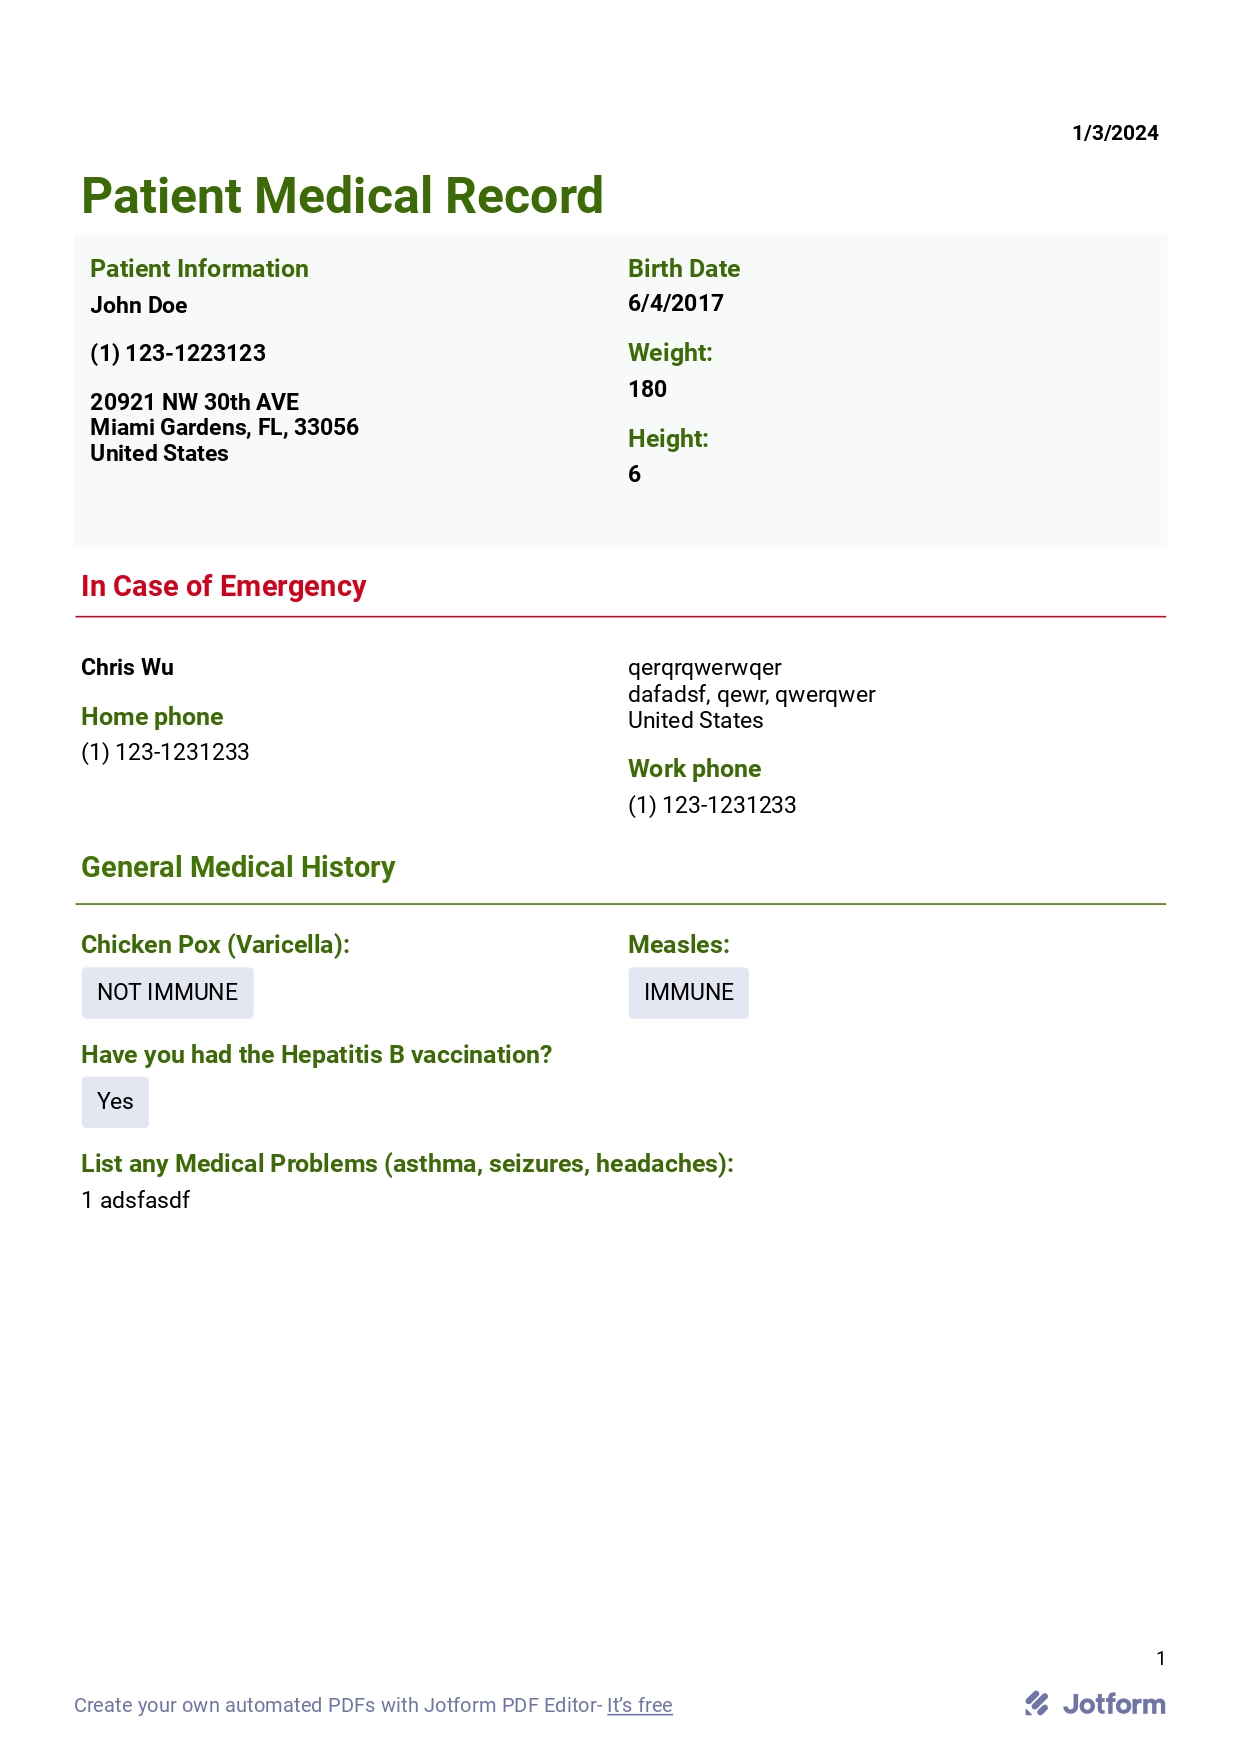 1/3/2024
Patient Medical Record
Patient Information
John Doe
(1) 123-1223123
20921 NW 30th AVE
Miami Gardens, FL, 33056
United States
Birth Date
6/4/2017
Weight:
180
Height:
6
In Case of Emergency
Chris Wu
Home phone
(1) 123-1231233
qerqrqwerwqer
dafadsf, qewr, qwerqwer
United States
Work phone
(1) 123-1231233
General Medical History
Chicken Pox (Varicella):
NOT IMMUNE
Measles:
IMMUNE
Have you had the Hepatitis B vaccination?
Yes
List any Medical Problems (asthma, seizures, headaches):
1 adsfasdf
1
Create your own automated PDFs with Jotform PDF Editor- It’s free
Jotform